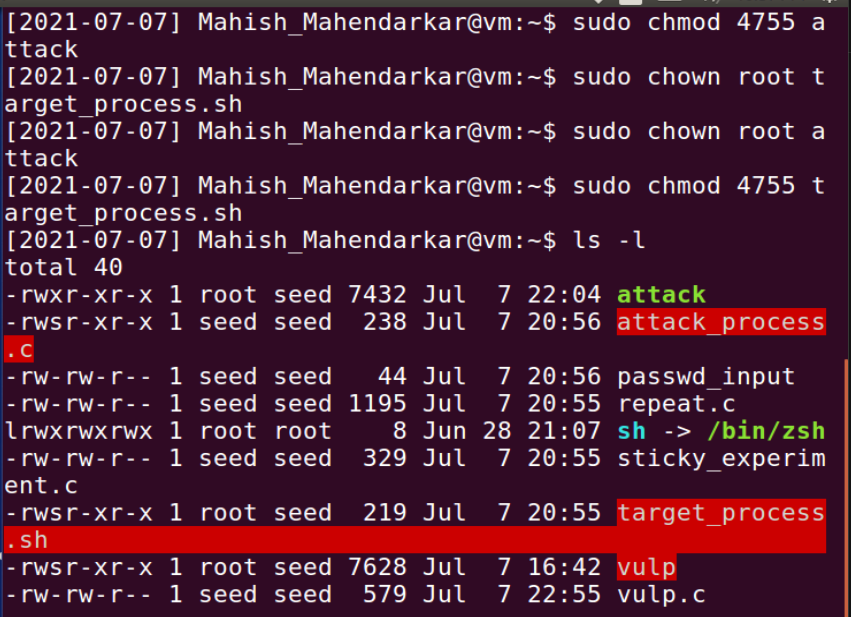 [2021-07-07] Mahish_Mahendarkar@vm:~$ sudo chmod 4755 a
ttack
[2021-07-07] Mahish_Mahendarkar@vm:~$ sudo chown root t
arget_process.sh
[2021-07-07] Mahish_Mahendarkar@vm:~$ sudo chown root a
ttack
[2021-07-07] Mahish_Mahendarkar@vm:~$ sudo chmod 4755 t
arget_process.sh
[2021-07-07] Mahish_Mahendarkar@vm:~$ ls -l
total 40
-rwxr-xr-x 1 root seed 7432 Jul  7 22:04 attack
-rwsr-xr-x 1 seed seed  238 Jul  7 20:56 attack_process
.c
-rw-rw-r-- 1 seed seed   44 Jul  7 20:56 passwd_input
-rw-rw-r-- 1 seed seed 1195 Jul  7 20:55 repeat.c
lrwxrwxrwx 1 root root    8 Jun 28 21:07 sh -> /bin/zsh
-rw-rw-r-- 1 seed seed  329 Jul  7 20:55 sticky_experim
ent.c
-rwsr-xr-x 1 root seed  219 Jul  7 20:55 target_process
.sh
-rwsr-xr-x 1 root seed 7628 Jul  7 16:42 vulp
-rw-rw-r-- 1 seed seed  579 Jul  7 22:55 vulp.c